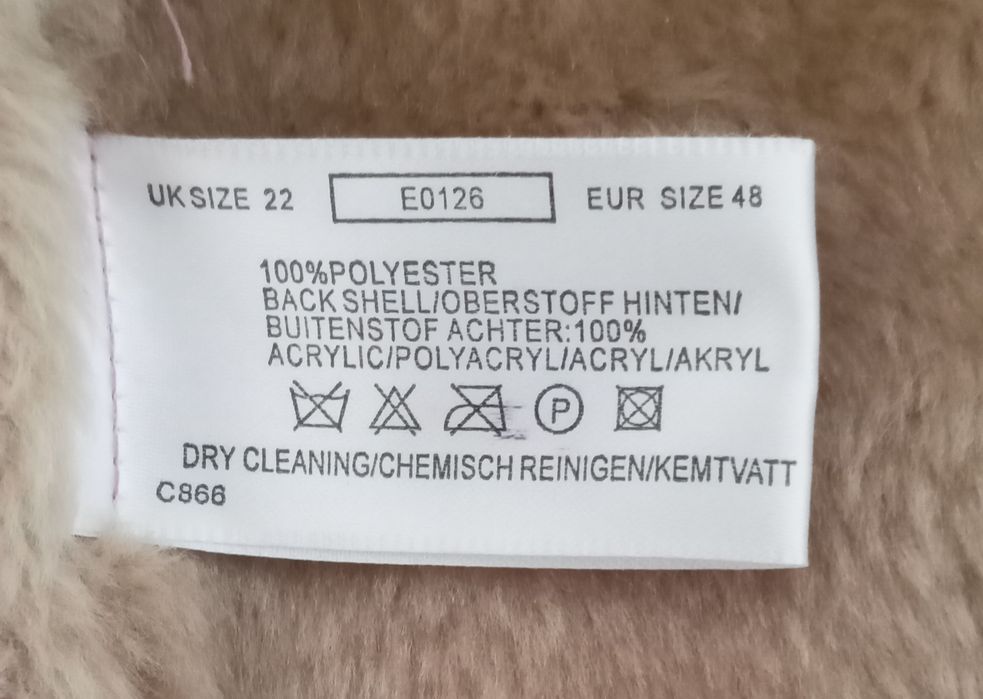 UK SIZE 22 E0126 EUR SIZE 48
100%POLYESTER
BACK SHELL/OBERSTOFF HINTEN/
BUITENSTOF ACHTER:100%
ACRYLIC/POLYACRYL/ACRYL/AKRYL
P
DRY CLEANING/CHEMISCH REINIGEN/KEMTVATT
C866